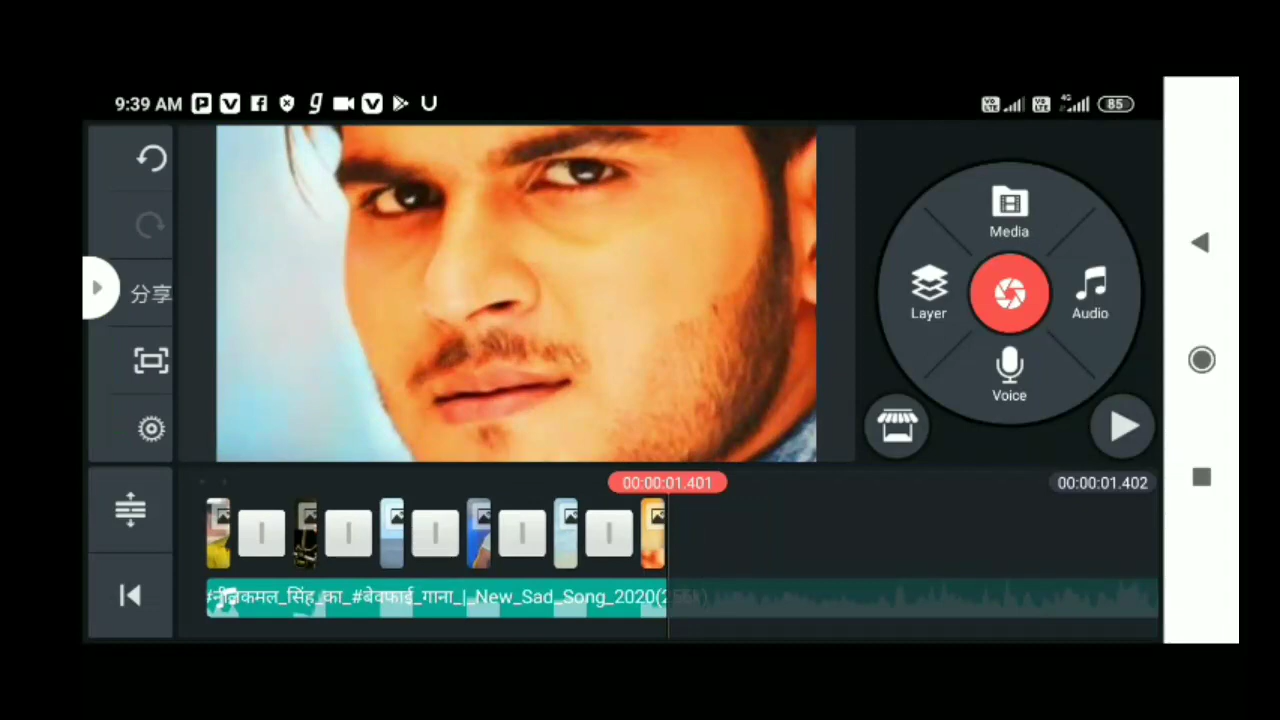 9:39 AM
85
Media
分享
Layer
Audio
Voice
00:00:01.401
00:00:01.402
#नीलकमल_सिंह_का_#बेवफाई_गाना_|_New_Sad_Song_2020(